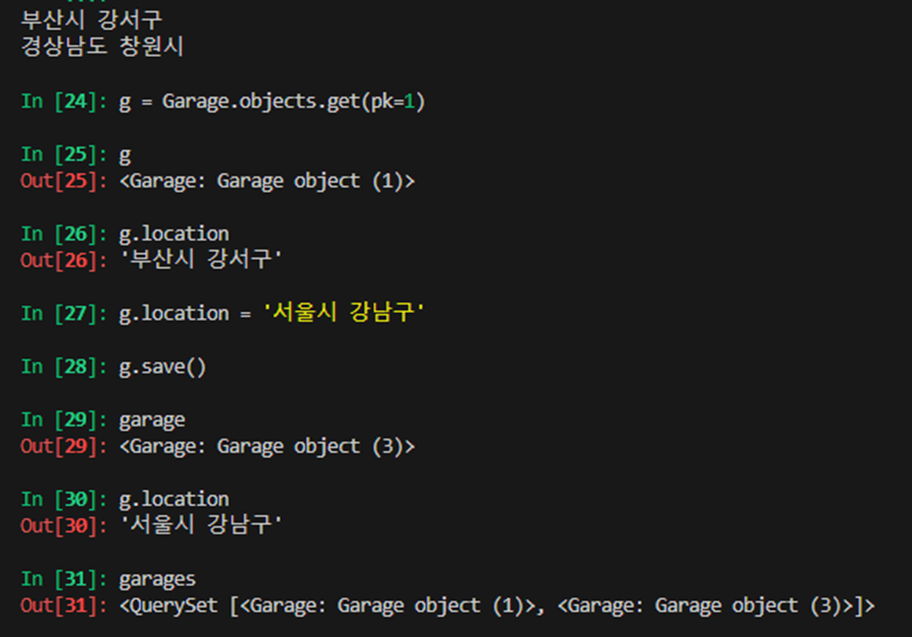 부산시 강서구
경상남도 창원시
In [24]: g = Garage.objects.get(pk=1)
In [25]: g
Out[25]: <Garage: Garage object (1)>
In [26]: g.location
Out[26]: '부산시 강서구'
In [27]: g.location = '서울시 강남구'
In [28]: g.save()
In [29]: garage
Out[29]: <Garage: Garage object (3)>
In [30]: g.location
Out[30]: '서울시 강남구'
In [31]: garages
Out[31]: <QuerySet [<Garage: Garage object (1)>, <Garage: Garage object (3)>]>